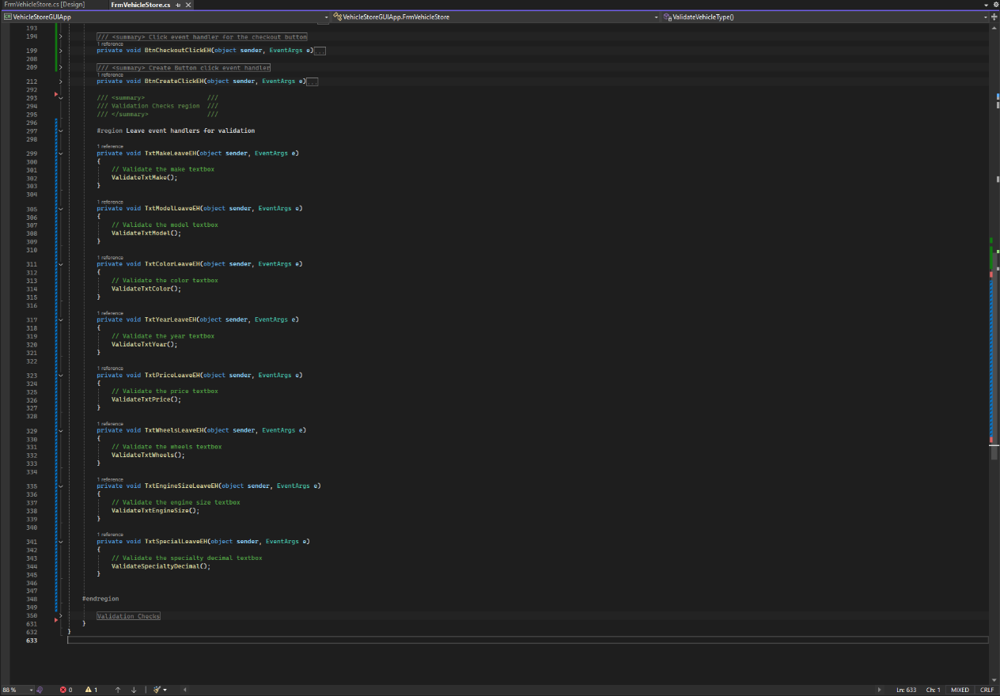 FrmVehicleStore.cs [Design]
FrmVehicleStore.cs
VehicleStoreGUIApp
VehicleStoreGUIApp.FrmVehicleStore
ValidateVehicleType()
193
194 /// <summary> Click event handler for the checkout button
1 reference
199 private void BtnCheckoutClickEH(object sender, EventArgs e)...
208
209 /// <summary> Create Button click event handler
1 reference
212 private void BtnCreateClickEH(object sender, EventArgs e)...
292
293 /// <summary> ///
294 /// Validation Checks region ///
295 /// </summary> ///
296
297 #region Leave event handlers for validation
298
1 reference
299 private void TxtMakeLeaveEH(object sender, EventArgs e)
300 {
301 // Validate the make textbox
302 ValidateTxtMake();
303 }
304
1 reference
305 private void TxtModelLeaveEH(object sender, EventArgs e)
306 {
307 // Validate the model textbox
308 ValidateTxtModel();
309 }
310
1 reference
311 private void TxtColorLeaveEH(object sender, EventArgs e)
312 {
313 // Validate the color textbox
314 ValidateTxtColor();
315 }
316
1 reference
317 private void TxtYearLeaveEH(object sender, EventArgs e)
318 {
319 // Validate the year textbox
320 ValidateTxtYear();
321 }
322
1 reference
323 private void TxtPriceLeaveEH(object sender, EventArgs e)
324 {
325 // Validate the price textbox
326 ValidateTxtPrice();
327 }
328
1 reference
329 private void TxtWheelsLeaveEH(object sender, EventArgs e)
330 {
331 // Validate the wheels textbox
332 ValidateTxtWheels();
333 }
334
1 reference
335 private void TxtEngineSizeLeaveEH(object sender, EventArgs e)
336 {
337 // Validate the engine size textbox
338 ValidateTxtEngineSize();
339 }
340
1 reference
341 private void TxtSpecialLeaveEH(object sender, EventArgs e)
342 {
343 // Validate the specialty decimal textbox
344 ValidateSpecialtyDecimal();
345 }
346
347
348 #endregion
349
350 Validation Checks
631 }
632 }
633
88 %
0
1
Ln: 633 Ch: 1 MIXED CRLF